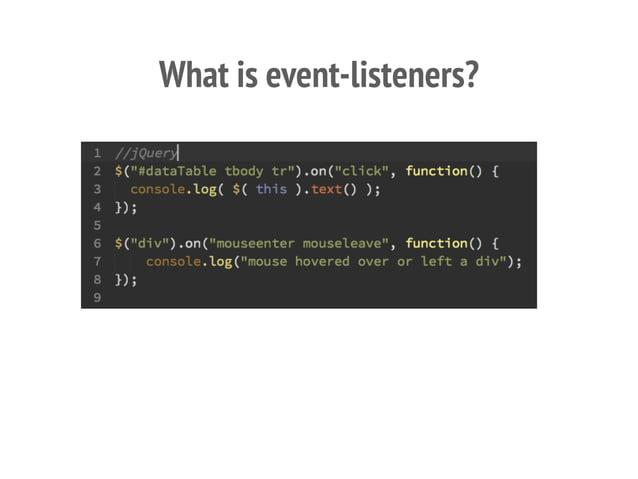 What is event-listeners?
1 //jQuery
2 $("#dataTable tbody tr").on("click", function() {
3   console.log( $( this ).text() );
4 });
5
6 $("div").on("mouseenter mouseleave", function() {
7     console.log("mouse hovered over or left a div");
8 });
9